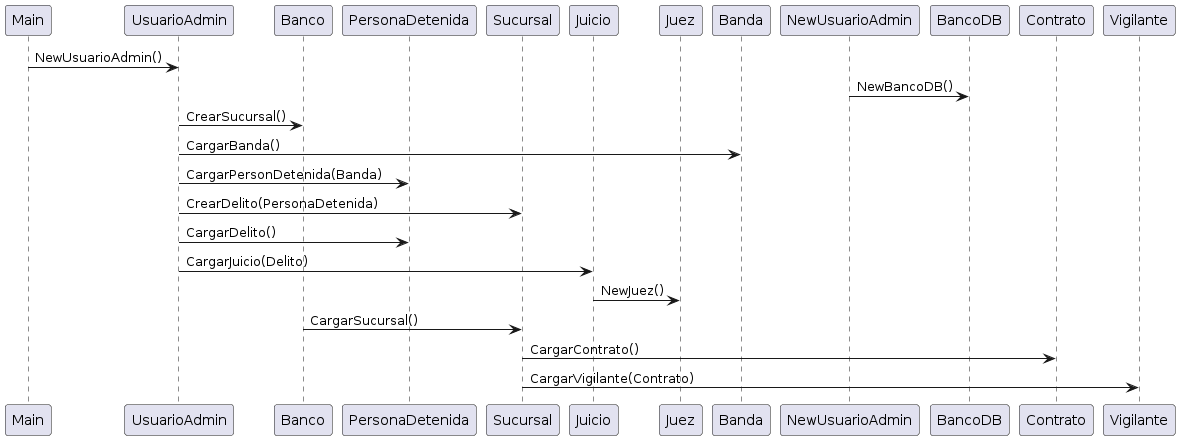 Main UsuarioAdmin Banco PersonaDetenida Sucursal Juicio Juez Banda NewUsuarioAdmin BancoDB Contrato Vigilante
NewUsuarioAdmin()
NewBancoDB()
CrearSucursal()
CargarBanda()
CargarPersonDetenida(Banda)
CrearDelito(PersonaDetenida)
CargarDelito()
CargarJuicio(Delito)
NewJuez()
CargarSucursal()
CargarContrato()
CargarVigilante(Contrato)
Main UsuarioAdmin Banco PersonaDetenida Sucursal Juicio Juez Banda NewUsuarioAdmin BancoDB Contrato Vigilante